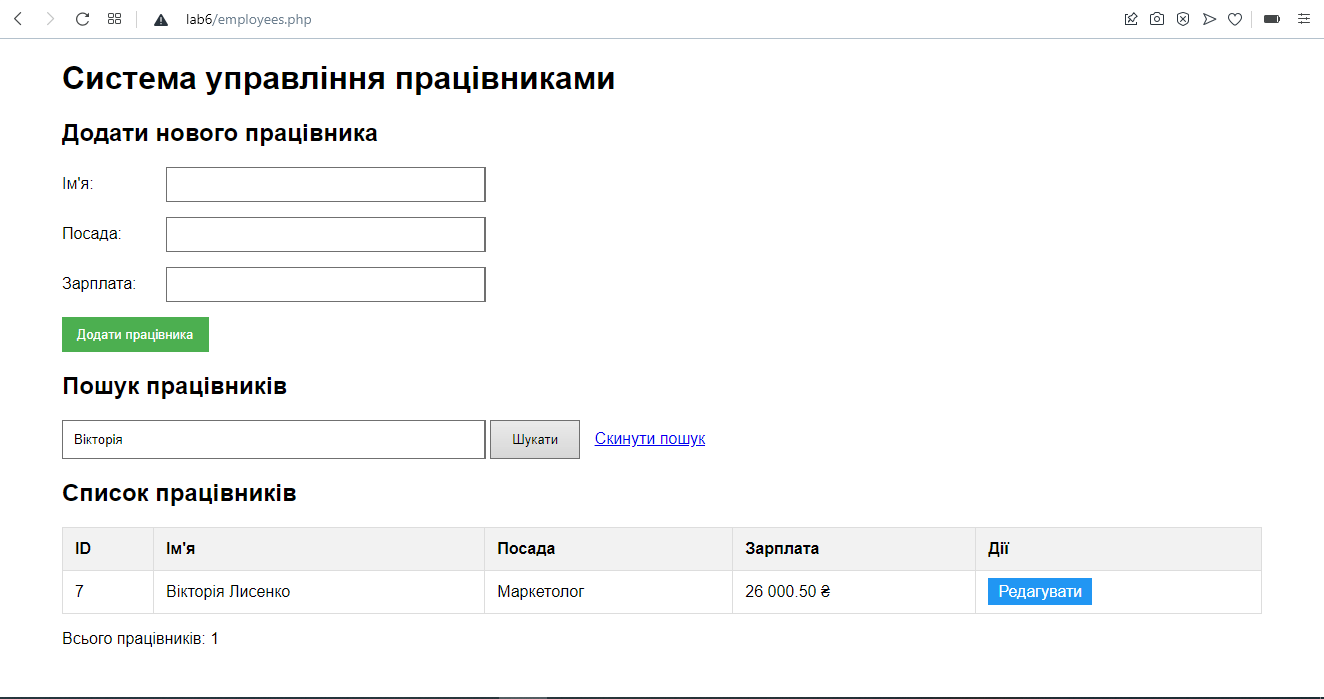 lab6/employees.php
Система управління працівниками
Додати нового працівника
Ім'я:
Посада:
Зарплата:
Додати працівника
Пошук працівників
Вікторія Шукати Скинути пошук
Список працівників
ID Ім'я Посада Зарплата Дії
7 Вікторія Лисенко Маркетолог 26 000.50 ₴ Редагувати
Всього працівників: 1